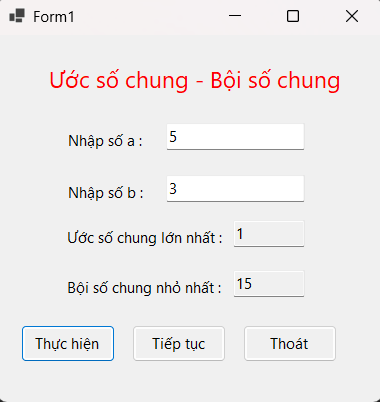 Form1
Ước số chung - Bội số chung
Nhập số a : 5
Nhập số b : 3
Ước số chung lớn nhất : 1
Bội số chung nhỏ nhất : 15
Thực hiện Tiếp tục Thoát